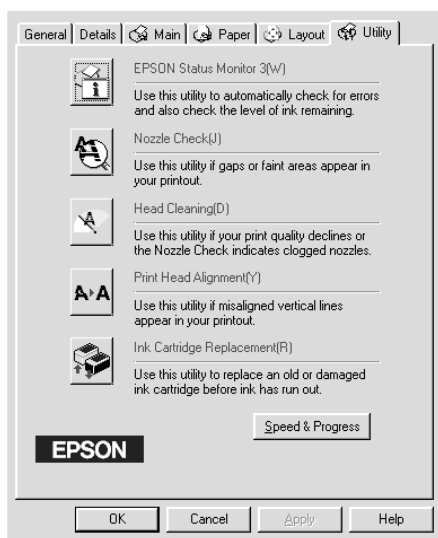 General Details Main Paper Layout Utility
EPSON Status Monitor 3(W)
Use this utility to automatically check for errors
and also check the level of ink remaining.
Nozzle Check(J)
Use this utility if gaps or faint areas appear in
your printout.
Head Cleaning(D)
Use this utility if your print quality declines or
the Nozzle Check indicates clogged nozzles.
Print Head Alignment(Y)
A A
Use this utility if misaligned vertical lines
appear in your printout.
Ink Cartridge Replacement(R)
Use this utility to replace an old or damaged
ink cartridge before ink has run out.
Speed & Progress
EPSON
OK Cancel Apply Help